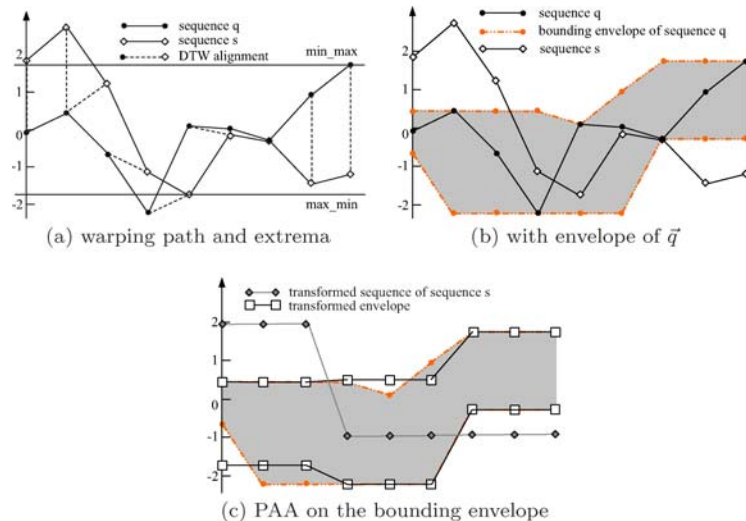 sequence q
sequence s
DTW alignment
min_max
2
1
0
-1
-2
max_min
(a) warping path and extrema
sequence q
bounding envelope of sequence q
sequence s
2
1
0
-1
-2
(b) with envelope of q⃗
transformed sequence of sequence s
transformed envelope
2
1
0
-1
-2
(c) PAA on the bounding envelope